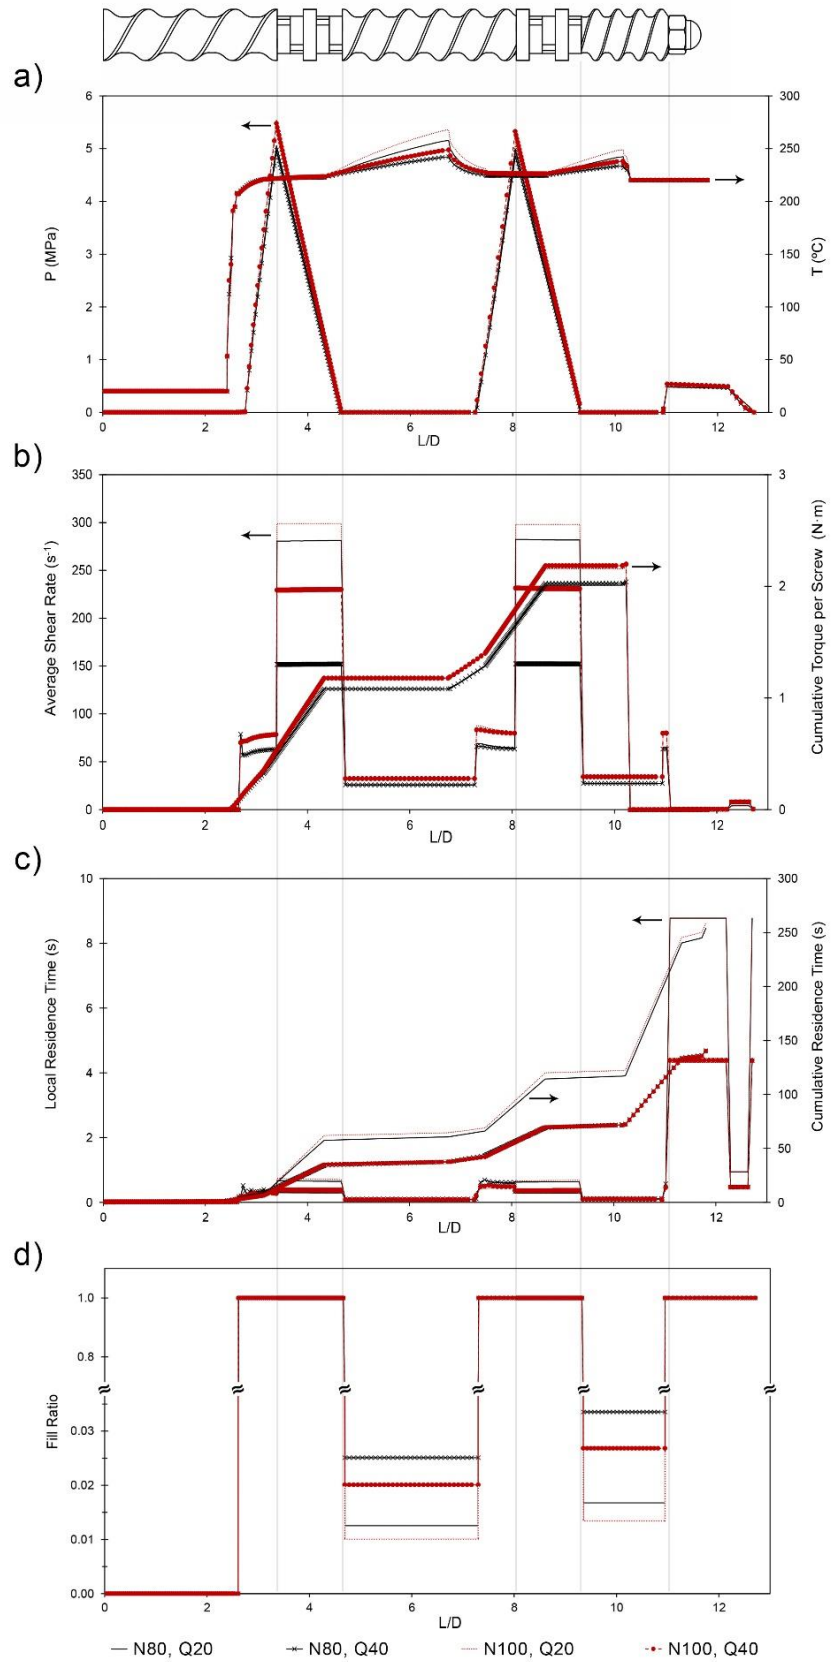 a)
6 300
5 250
4 200
3 150
2 100
1 50
0 0
P (MPa)
T (ºC)
0 2 4 6 8 10 12
L/D
b)
350 3
300
250
200 2
150
100 1
50
0 0
Average Shear Rate (s-1)
Cumulative Torque per Screw (N·m)
0 2 4 6 8 10 12
L/D
c)
10 300
8 250
6 200
4 150
2 100
0 50
0
Local Residence Time (s)
Cumulative Residence Time (s)
0 2 4 6 8 10 12
L/D
d)
1.0
0.8
0.03
0.02
0.01
0.00
Fill Ratio
0 2 4 6 8 10 12
L/D
N80, Q20 N80, Q40 N100, Q20 N100, Q40